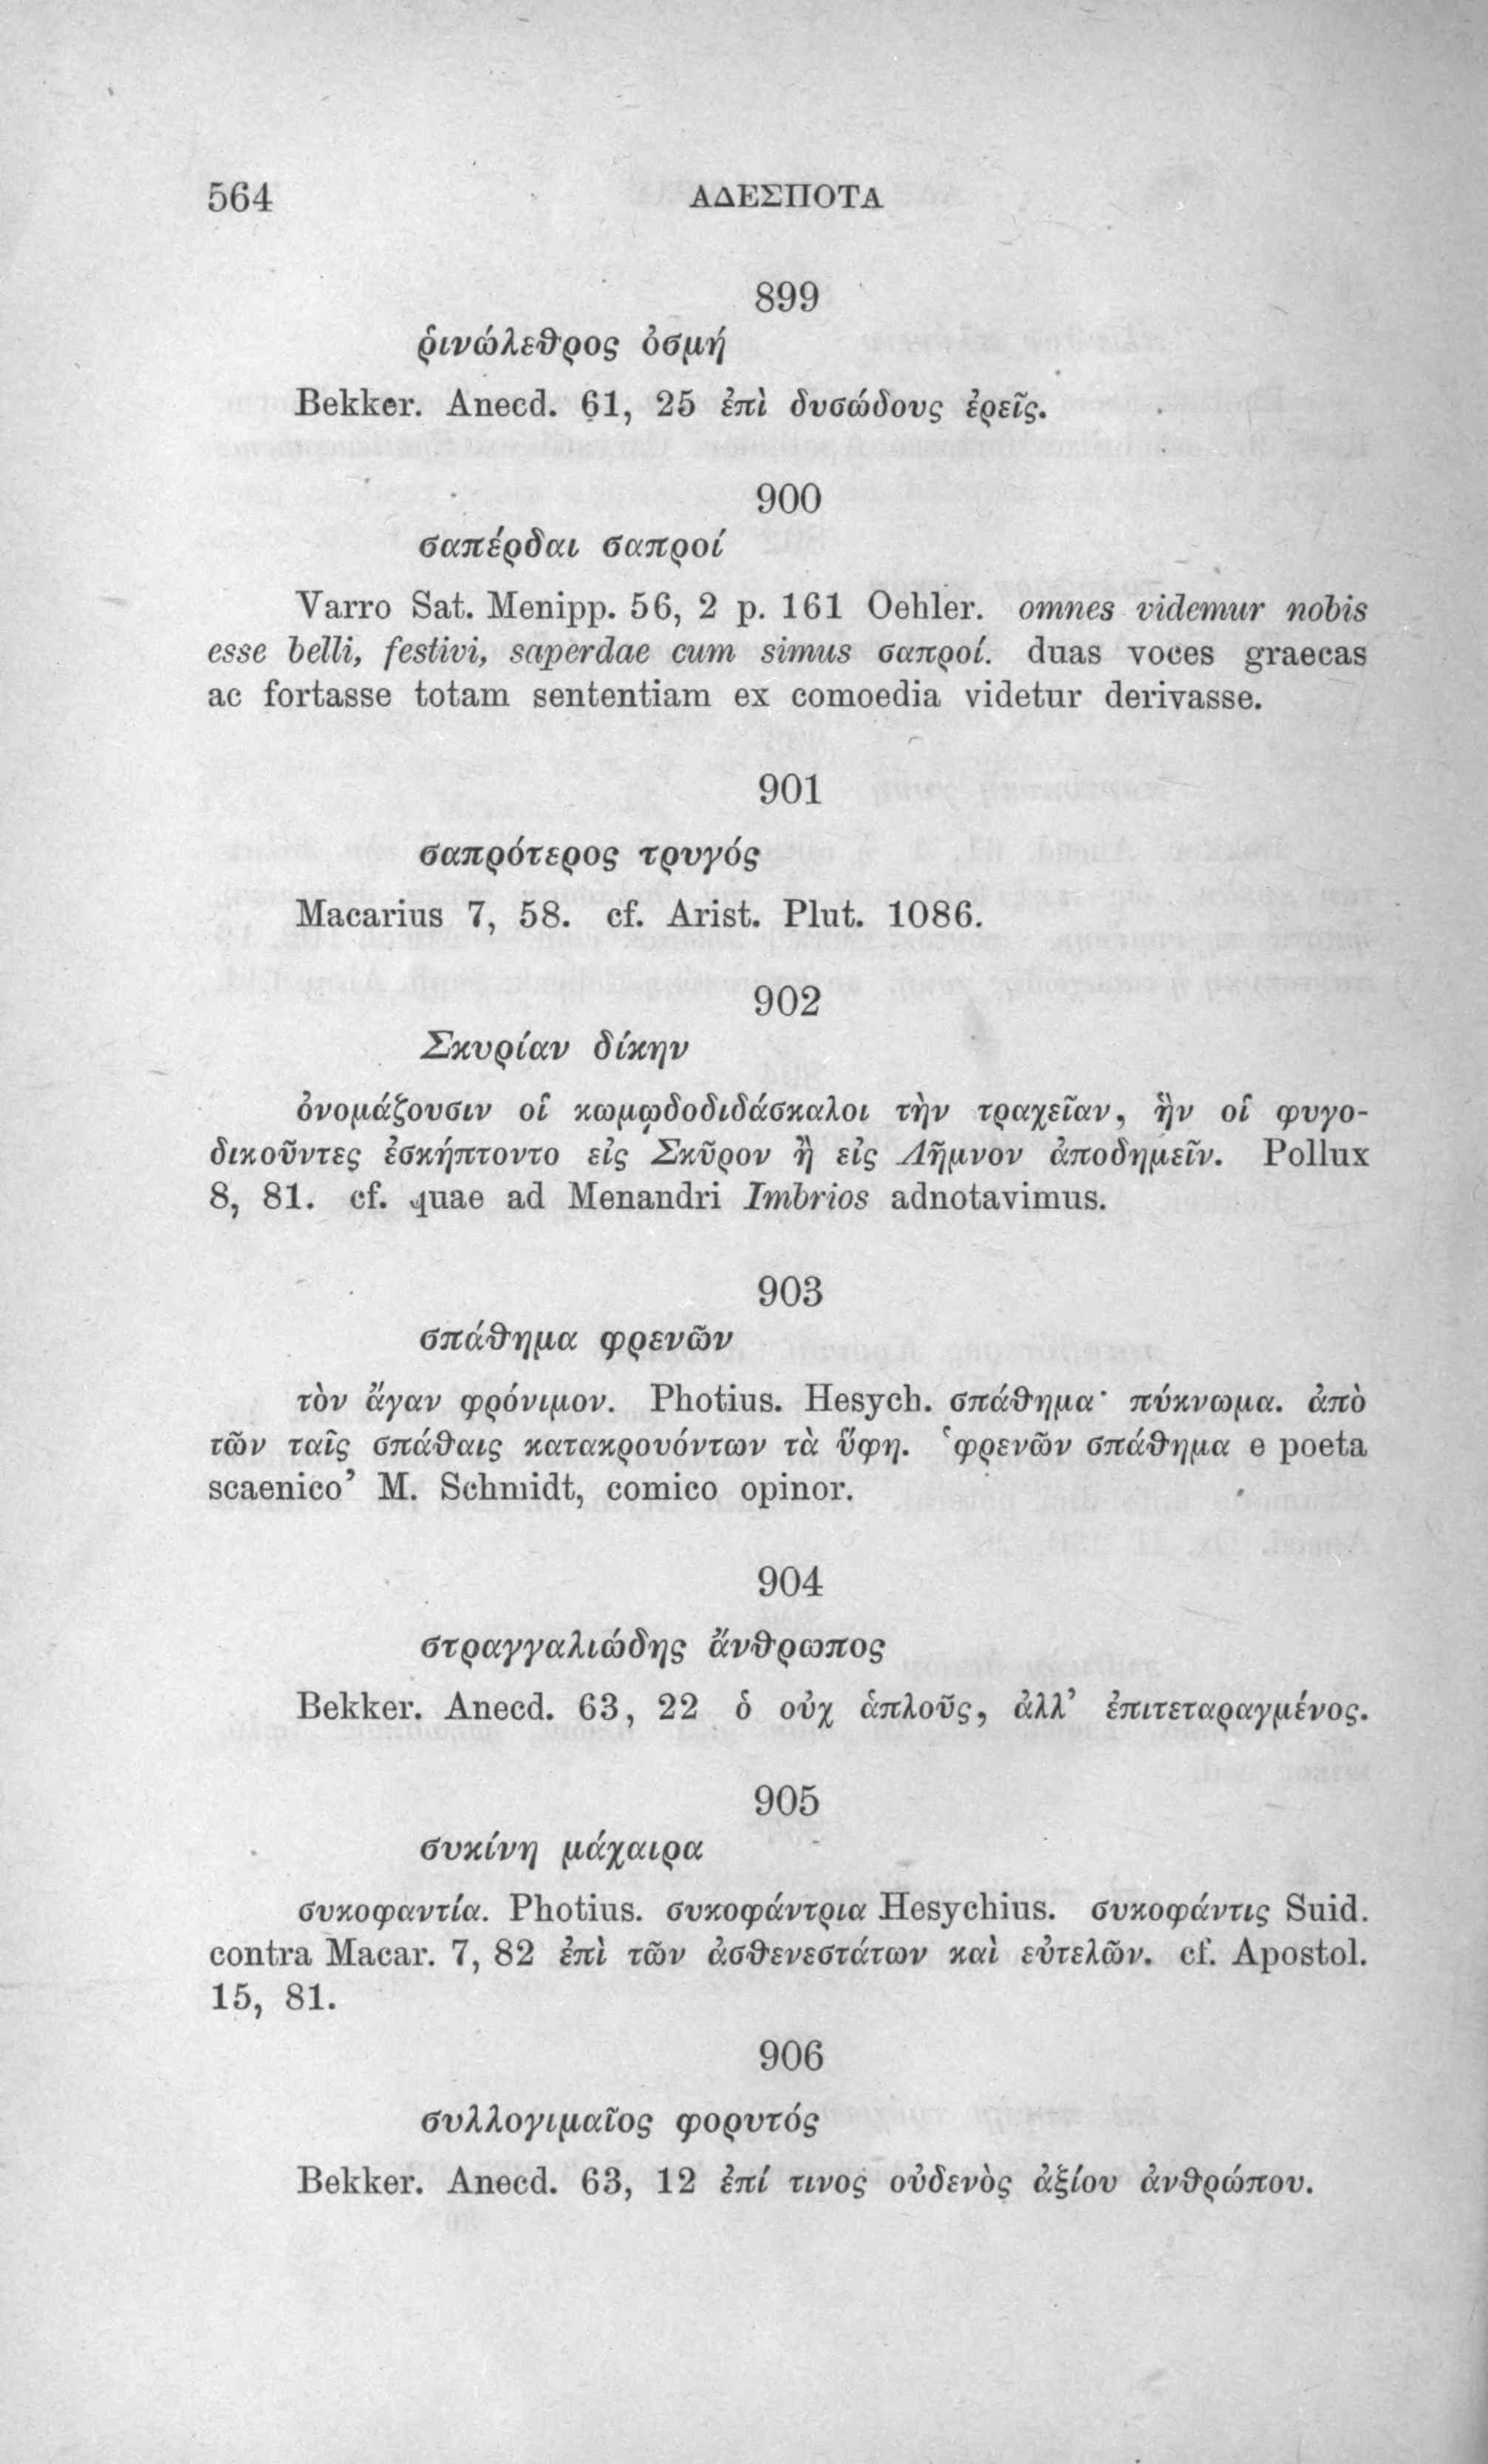 564 ΑΔΕΣΠΟΤΑ
899
ῥινώλεθρος ὀσμή
Bekker. Anecd. 61, 25 ἐπὶ δυσώδους ἐρεῖς.
900
σαπέρδαι σαπροί
Varro Sat. Menipp. 56, 2 p. 161 Oehler. omnes videmur nobis
esse belli, festivi, saperdae cum simus σαπροί. duas voces graecas
ac fortasse totam sententiam ex comoedia videtur derivasse.
901
σαπρότερος τρυγός
Macarius 7, 58. cf. Arist. Plut. 1086.
902
Σκυρίαν δίκην
ὀνομάζουσιν οἱ κωμῳδοδιδάσκαλοι τὴν τραχεῖαν, ἣν οἱ φυγο-
δικοῦντες ἐσκήπτοντο εἰς Σκῦρον ἢ εἰς Λῆμνον ἀποδημεῖν. Pollux
8, 81. cf. quae ad Menandri Imbrios adnotavimus.
903
σπάθημα φρενῶν
τὸν ἄγαν φρόνιμον. Photius. Hesych. σπάθημα· πύκνωμα. ἀπὸ
τῶν ταῖς σπάθαις κατακρουόντων τὰ ὕφη. ‘φρενῶν σπάθημα e poeta
scaenico’ M. Schmidt, comico opinor.
904
στραγγαλιώδης ἄνθρωπος
Bekker. Anecd. 63, 22 ὁ οὐχ ἁπλοῦς, ἀλλ’ ἐπιτεταραγμένος.
905
συκίνη μάχαιρα
συκοφαντία. Photius. συκοφάντρια Hesychius. συκοφάντις Suid.
contra Macar. 7, 82 ἐπὶ τῶν ἀσθενεστάτων καὶ εὐτελῶν. cf. Apostol.
15, 81.
906
συλλογιμαῖος φορυτός
Bekker. Anecd. 63, 12 ἐπί τινος οὐδενὸς ἀξίου ἀνθρώπου.